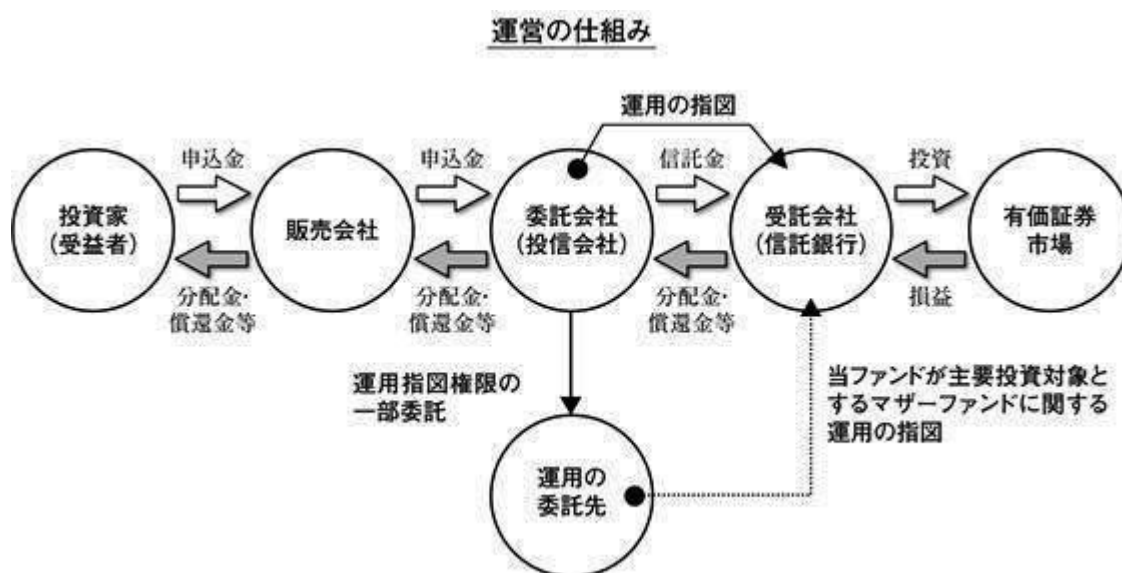 運営の仕組み
運用の指図
申込金
申込金
信託金
投資
投資家
(受益者)
販売会社
委託会社
(投信会社)
受託会社
(信託銀行)
有価証券
市場
分配金・
償還金等
分配金・
償還金等
分配金・
償還金等
損益
運用指図権限の
一部委託
当ファンドが主要投資対象と
するマザーファンドに関する
運用の指図
運用の
委託先